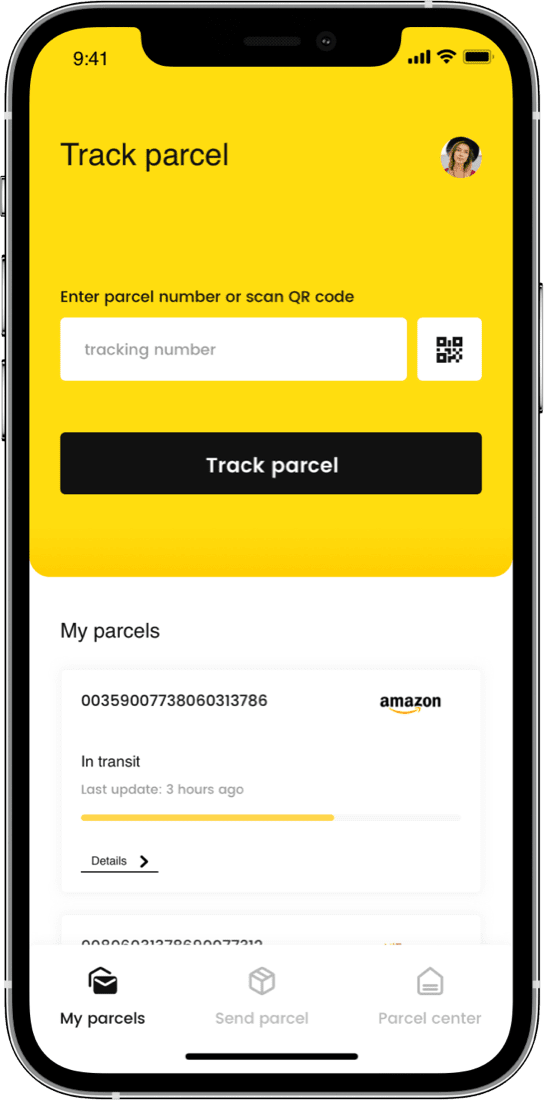 9:41
Track parcel
Enter parcel number or scan QR code
tracking number
Track parcel
My parcels
00359007738060313786
amazon
In transit
Last update: 3 hours ago
Details
My parcels
Send parcel
Parcel center